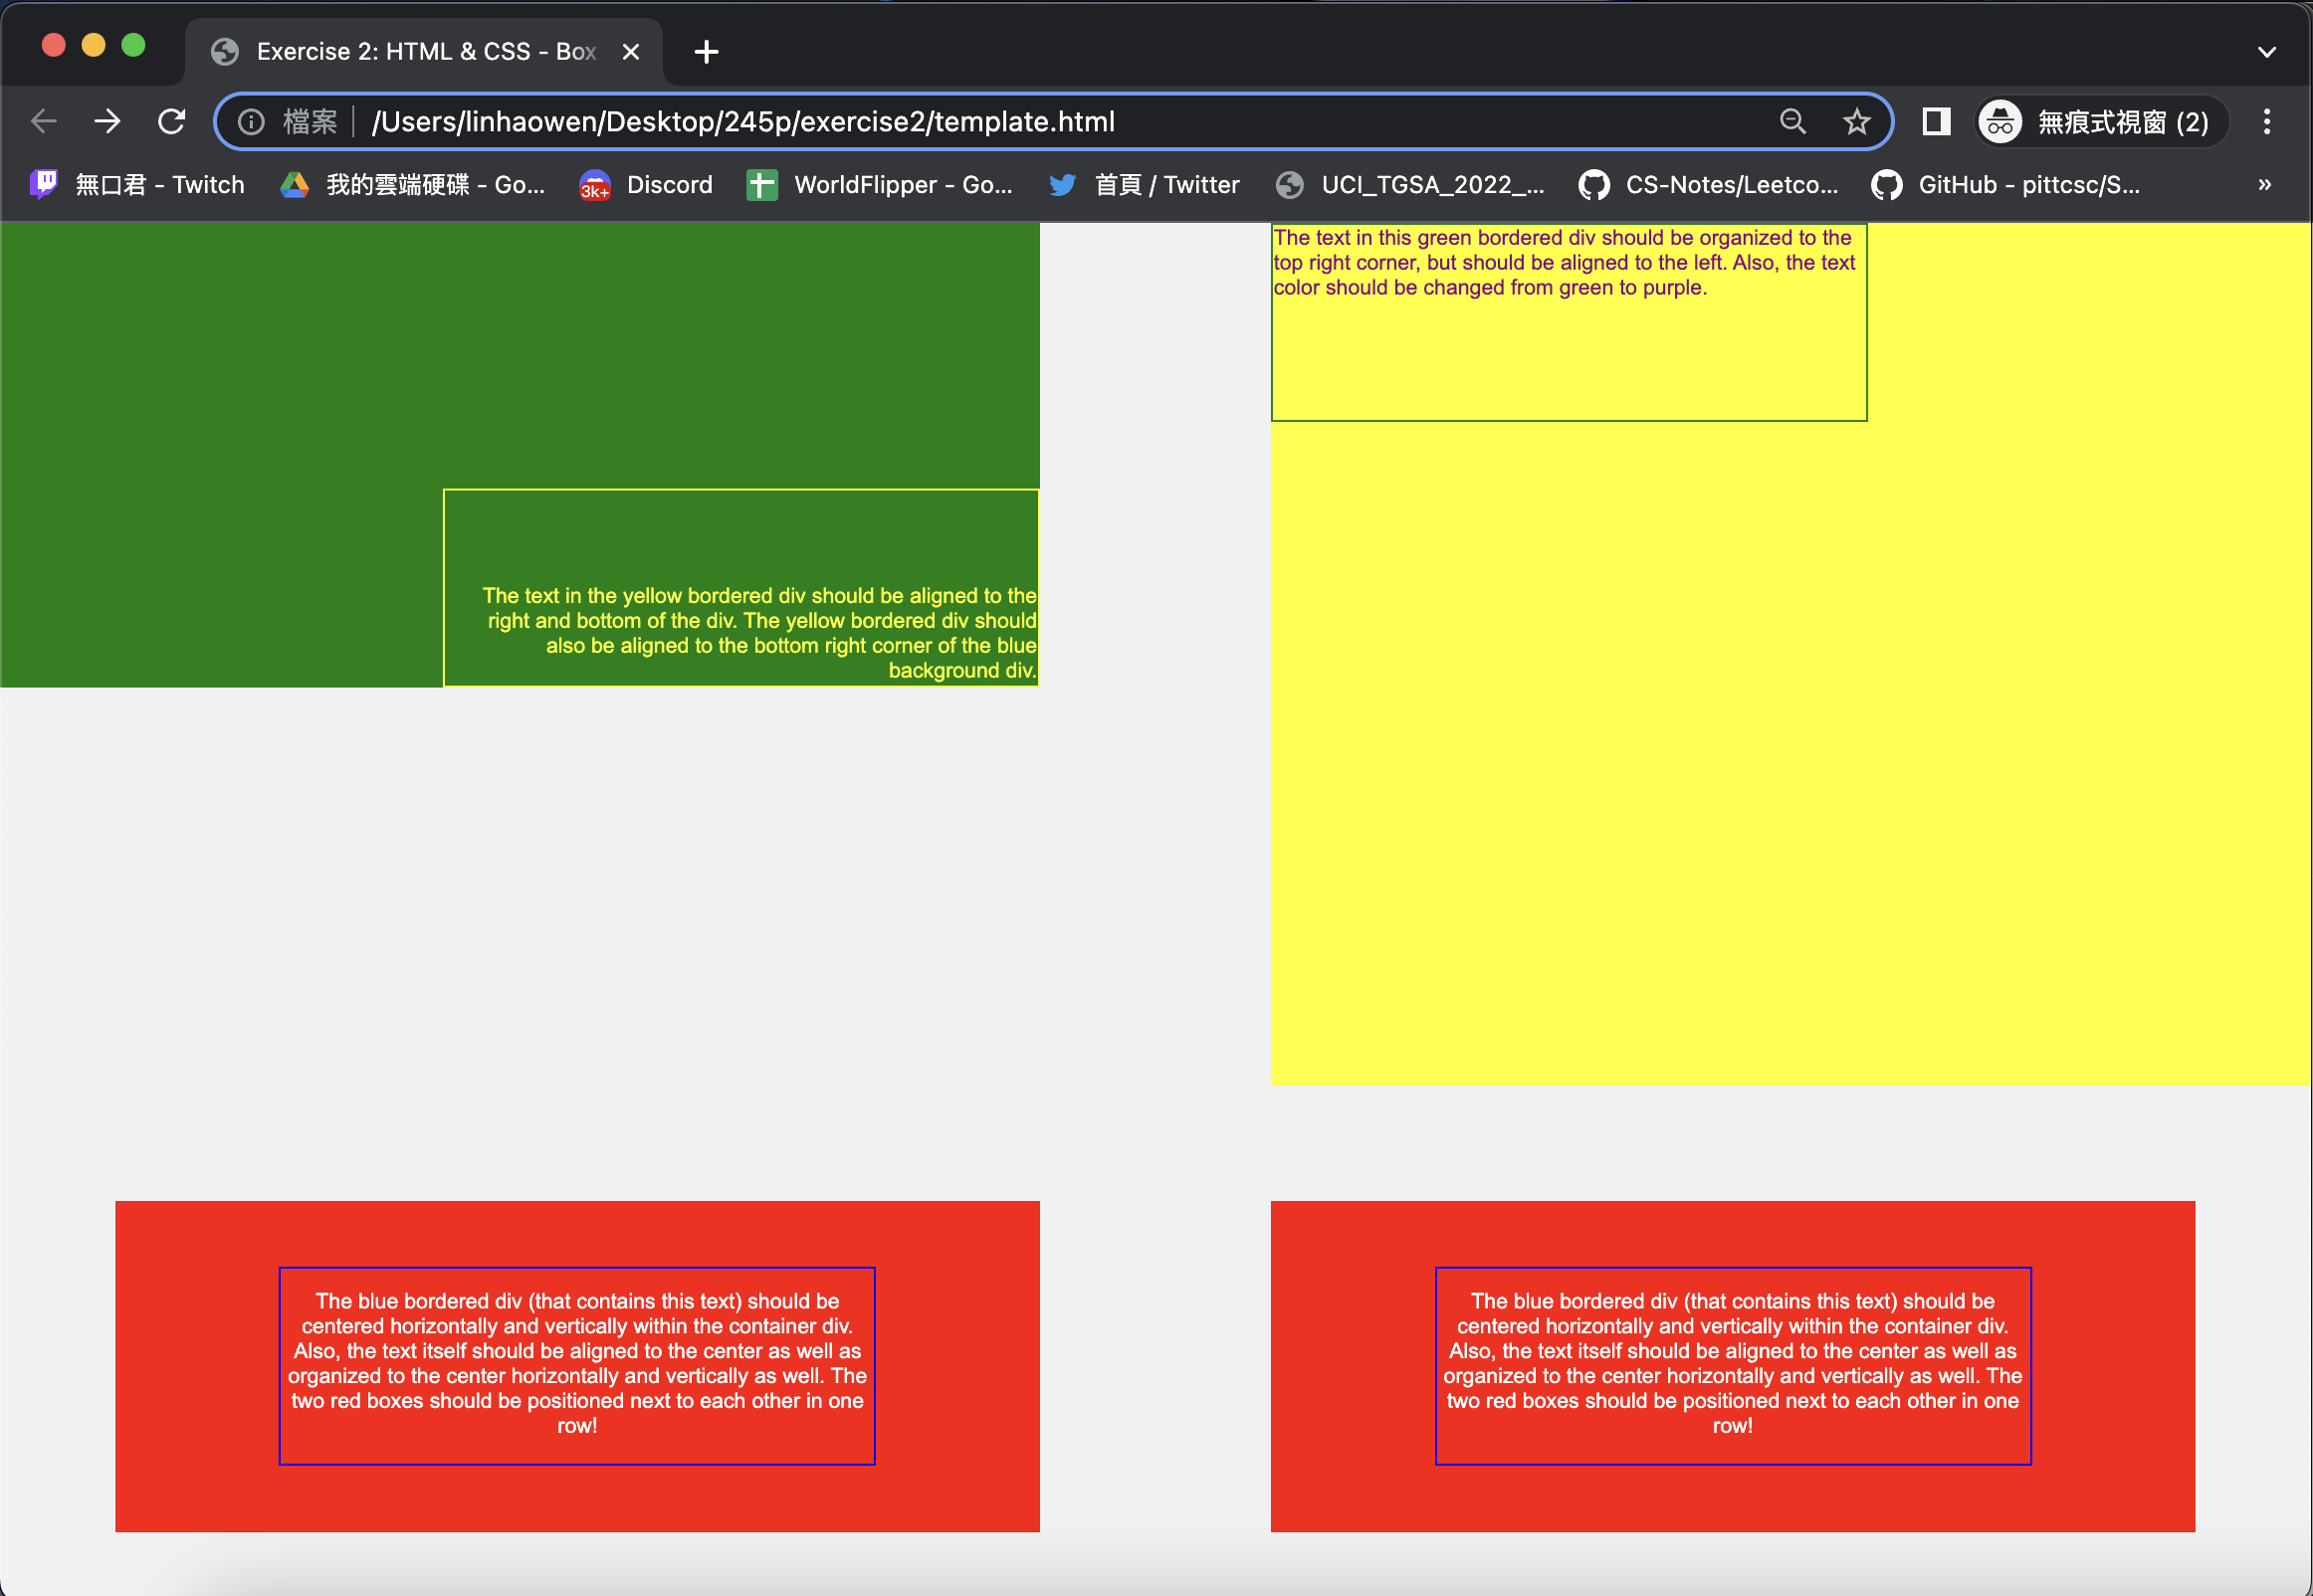 Exercise 2: HTML & CSS - Box
檔案 /Users/linhaowen/Desktop/245p/exercise2/template.html
無痕式視窗 (2)
無口君 - Twitch
我的雲端硬碟 - Go...
3k+
Discord
WorldFlipper - Go...
首頁 / Twitter
UCI_TGSA_2022_...
CS-Notes/Leetco...
GitHub - pittcsc/S...
»
The text in the yellow bordered div should be aligned to the
right and bottom of the div. The yellow bordered div should
also be aligned to the bottom right corner of the blue
background div.
The text in this green bordered div should be organized to the
top right corner, but should be aligned to the left. Also, the text
color should be changed from green to purple.
The blue bordered div (that contains this text) should be
centered horizontally and vertically within the container div.
Also, the text itself should be aligned to the center as well as
organized to the center horizontally and vertically as well. The
two red boxes should be positioned next to each other in one
row!
The blue bordered div (that contains this text) should be
centered horizontally and vertically within the container div.
Also, the text itself should be aligned to the center as well as
organized to the center horizontally and vertically as well. The
two red boxes should be positioned next to each other in one
row!